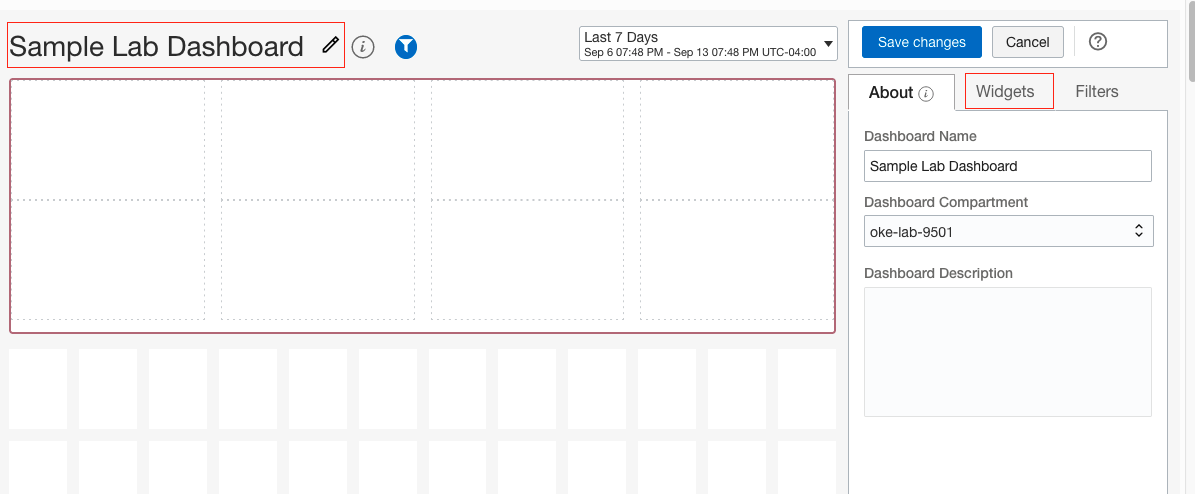 Sample Lab Dashboard
Last 7 Days
Sep 6 07:48 PM - Sep 13 07:48 PM UTC-04:00
Save changes
Cancel
About
Widgets
Filters
Dashboard Name
Sample Lab Dashboard
Dashboard Compartment
oke-lab-9501
Dashboard Description